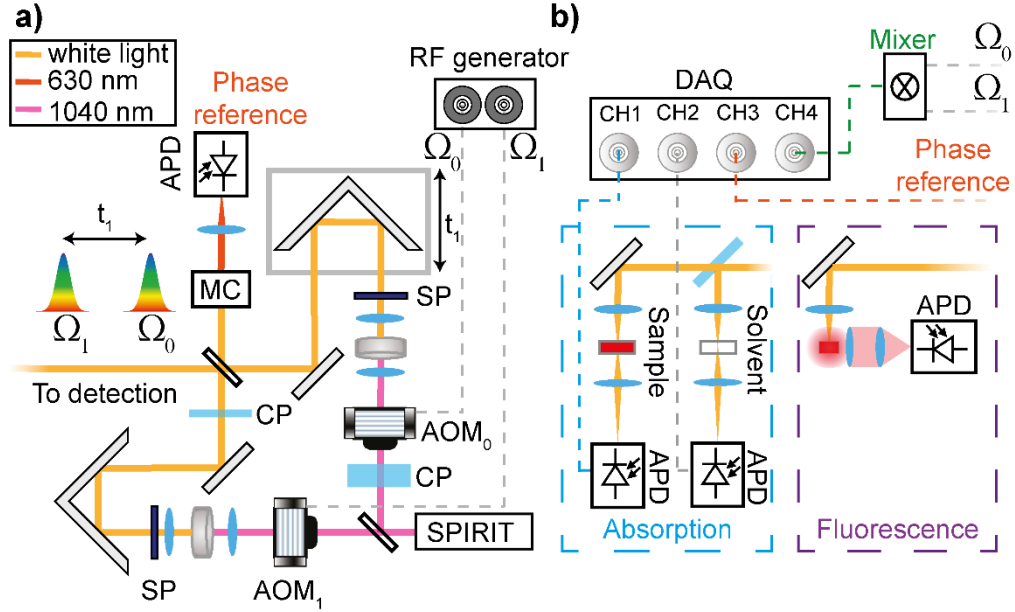 a)
white light
630 nm
1040 nm
Phase
reference
APD
RF generator
Ω₀
Ω₁
t₁
t₁
Ω₁
Ω₀
MC
SP
To detection
CP
AOM₀
CP
SPIRIT
SP
AOM₁
b)
Mixer
Ω₀
Ω₁
DAQ
CH1 CH2 CH3 CH4
Phase
reference
Sample
Solvent
APD
APD
Absorption
APD
Fluorescence